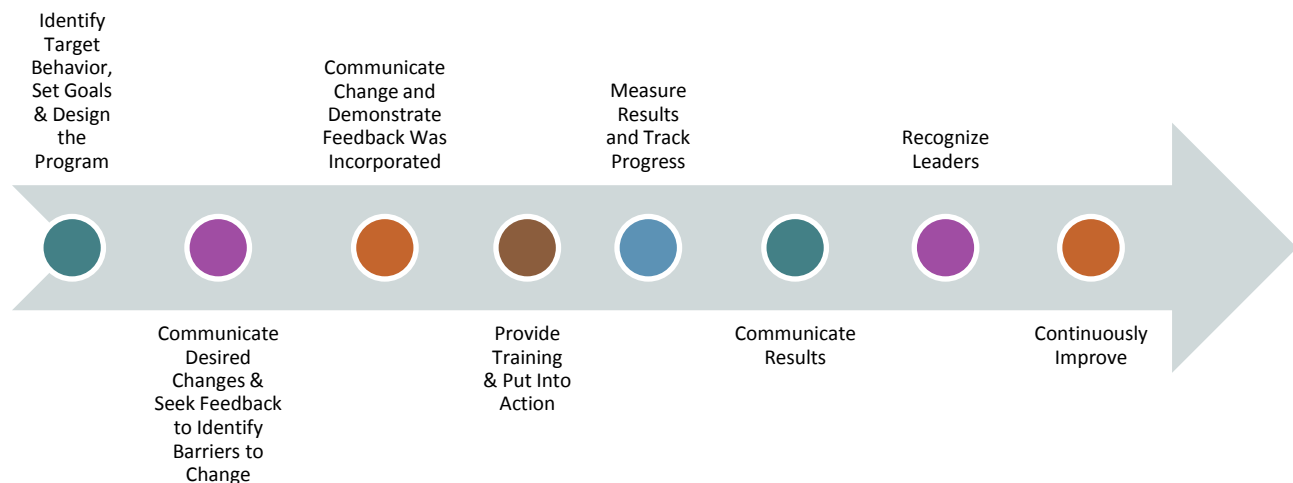 Identify
Target
Behavior,
Set Goals
& Design
the
Program
Communicate
Desired
Changes &
Seek Feedback
to Identify
Barriers to
Change
Communicate
Change and
Demonstrate
Feedback Was
Incorporated
Provide
Training
& Put Into
Action
Measure
Results
and Track
Progress
Communicate
Results
Recognize
Leaders
Continuously
Improve